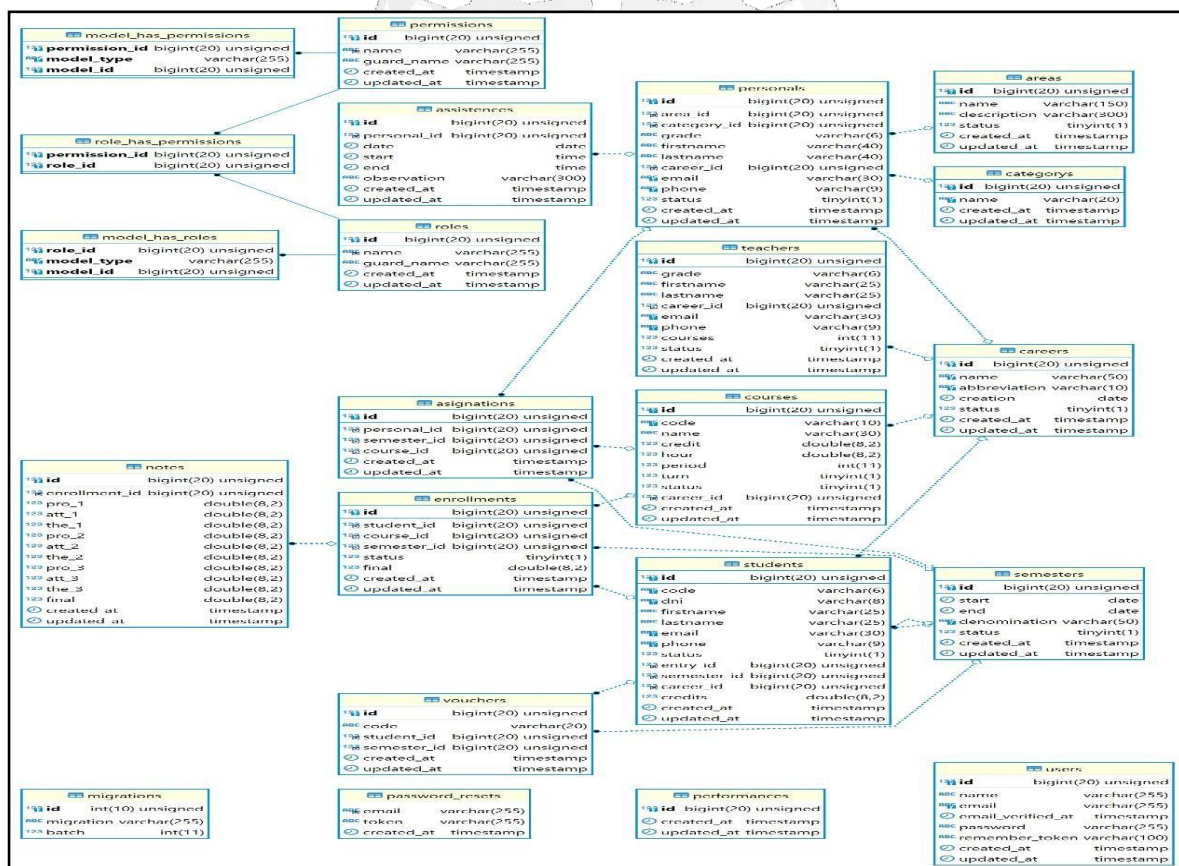 model_has_permissions
permission_id bigint(20) unsigned
model_type varchar(255)
model_id bigint(20) unsigned
permissions
id bigint(20) unsigned
name varchar(255)
guard_name varchar(255)
created_at timestamp
updated_at timestamp
role_has_permissions
permission_id bigint(20) unsigned
role_id bigint(20) unsigned
assistences
id bigint(20) unsigned
personal_id bigint(20) unsigned
date date
start time
end time
observation varchar(300)
created_at timestamp
updated_at timestamp
personals
id bigint(20) unsigned
area_id bigint(20) unsigned
category_id bigint(20) unsigned
grade varchar(6)
firstname varchar(40)
lastname varchar(40)
career_id bigint(20) unsigned
email varchar(30)
phone varchar(9)
status tinyint(1)
created_at timestamp
updated_at timestamp
areas
id bigint(20) unsigned
name varchar(150)
description varchar(300)
status tinyint(1)
created_at timestamp
updated_at timestamp
categorys
id bigint(20) unsigned
name varchar(20)
created_at timestamp
updated_at timestamp
model_has_roles
role_id bigint(20) unsigned
model_type varchar(255)
model_id bigint(20) unsigned
roles
id bigint(20) unsigned
name varchar(255)
guard_name varchar(255)
created_at timestamp
updated_at timestamp
teachers
id bigint(20) unsigned
grade varchar(6)
firstname varchar(25)
lastname varchar(25)
career_id bigint(20) unsigned
email varchar(30)
phone varchar(9)
courses int(11)
status tinyint(1)
created_at timestamp
updated_at timestamp
careers
id bigint(20) unsigned
name varchar(50)
abbreviation varchar(10)
creation date
status tinyint(1)
created_at timestamp
updated_at timestamp
asignations
id bigint(20) unsigned
personal_id bigint(20) unsigned
semester_id bigint(20) unsigned
course_id bigint(20) unsigned
created_at timestamp
updated_at timestamp
courses
id bigint(20) unsigned
code varchar(10)
name varchar(30)
credit double(8,2)
hour double(8,2)
period int(11)
turn tinyint(1)
status tinyint(1)
career_id bigint(20) unsigned
created_at timestamp
updated_at timestamp
notes
id bigint(20) unsigned
enrollment_id bigint(20) unsigned
pro_1 double(8,2)
att_1 double(8,2)
the_1 double(8,2)
pro_2 double(8,2)
att_2 double(8,2)
the_2 double(8,2)
pro_3 double(8,2)
att_3 double(8,2)
the_3 double(8,2)
final double(8,2)
created_at timestamp
updated_at timestamp
enrollments
id bigint(20) unsigned
student_id bigint(20) unsigned
course_id bigint(20) unsigned
semester_id bigint(20) unsigned
status tinyint(1)
final double(8,2)
created_at timestamp
updated_at timestamp
students
id bigint(20) unsigned
code varchar(6)
dni varchar(8)
firstname varchar(25)
lastname varchar(25)
email varchar(30)
phone varchar(9)
status tinyint(1)
entry_id bigint(20) unsigned
semester_id bigint(20) unsigned
career_id bigint(20) unsigned
credits double(8,2)
created_at timestamp
updated_at timestamp
semesters
id bigint(20) unsigned
start date
end date
denomination varchar(50)
status tinyint(1)
created_at timestamp
updated_at timestamp
vouchers
id bigint(20) unsigned
code varchar(20)
student_id bigint(20) unsigned
semester_id bigint(20) unsigned
created_at timestamp
updated_at timestamp
migrations
id int(10) unsigned
migration varchar(255)
batch int(11)
password_resets
email varchar(255)
token varchar(255)
created_at timestamp
performances
id bigint(20) unsigned
created_at timestamp
updated_at timestamp
users
id bigint(20) unsigned
name varchar(255)
email varchar(255)
email_verified_at timestamp
password varchar(255)
remember_token varchar(100)
created_at timestamp
updated_at timestamp